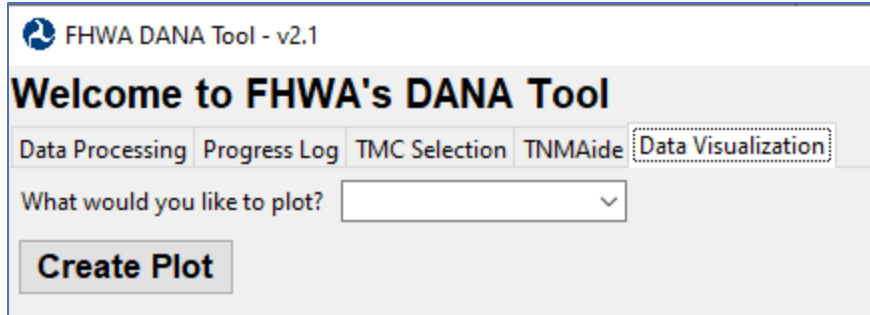 FHWA DANA Tool - v2.1
Welcome to FHWA's DANA Tool
Data Processing Progress Log TMC Selection TNMAide Data Visualization
What would you like to plot?
Create Plot